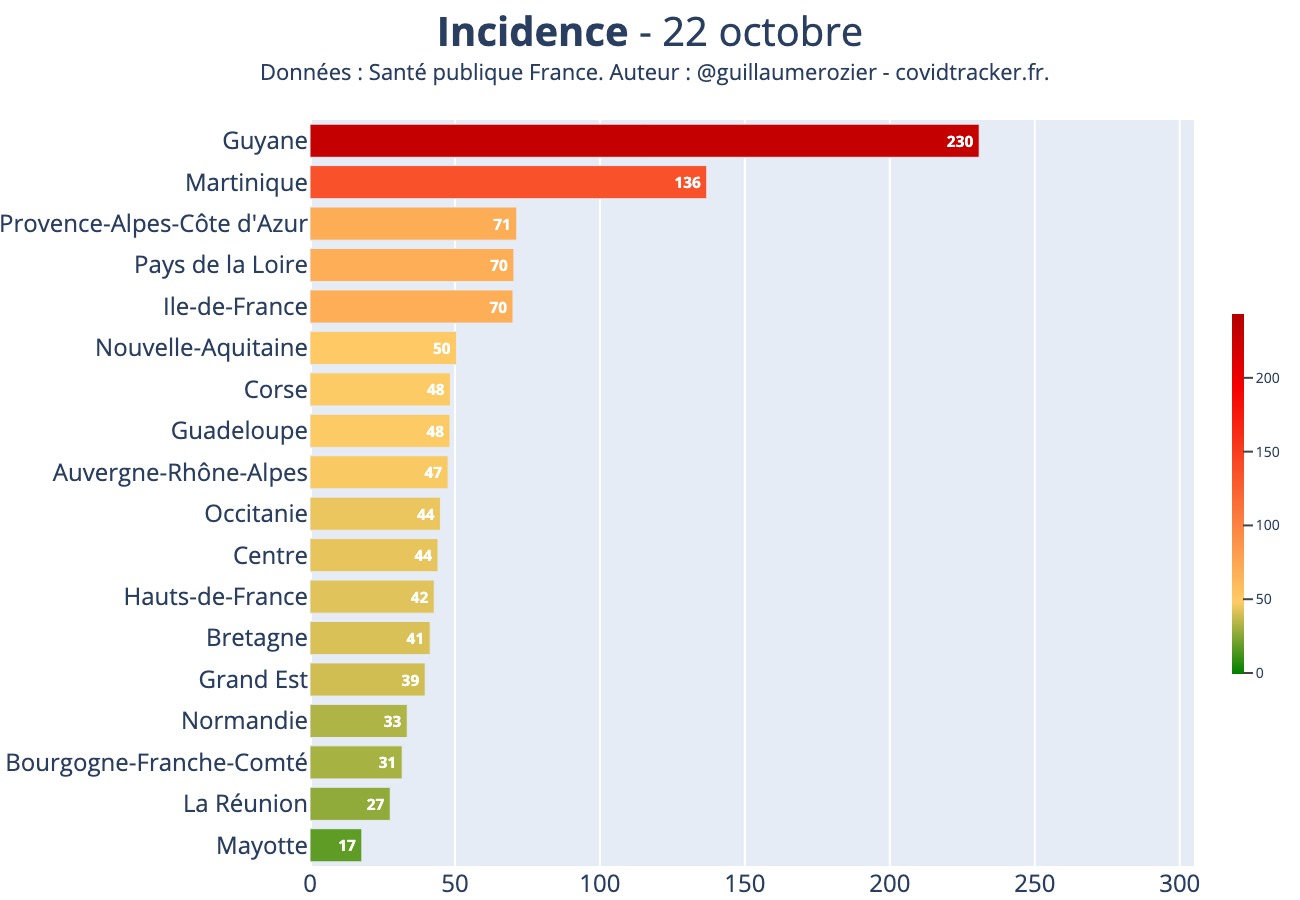 Incidence - 22 octobre
Données : Santé publique France. Auteur : @guillaumerozier - covidtracker.fr.
Guyane 230
Martinique 136
Provence-Alpes-Côte d'Azur 71
Pays de la Loire 70
Ile-de-France 70
Nouvelle-Aquitaine 50
Corse 48
Guadeloupe 48
Auvergne-Rhône-Alpes 47
Occitanie 44
Centre 44
Hauts-de-France 42
Bretagne 41
Grand Est 39
Normandie 33
Bourgogne-Franche-Comté 31
La Réunion 27
Mayotte 17
0 50 100 150 200 250 300
200
150
100
50
0